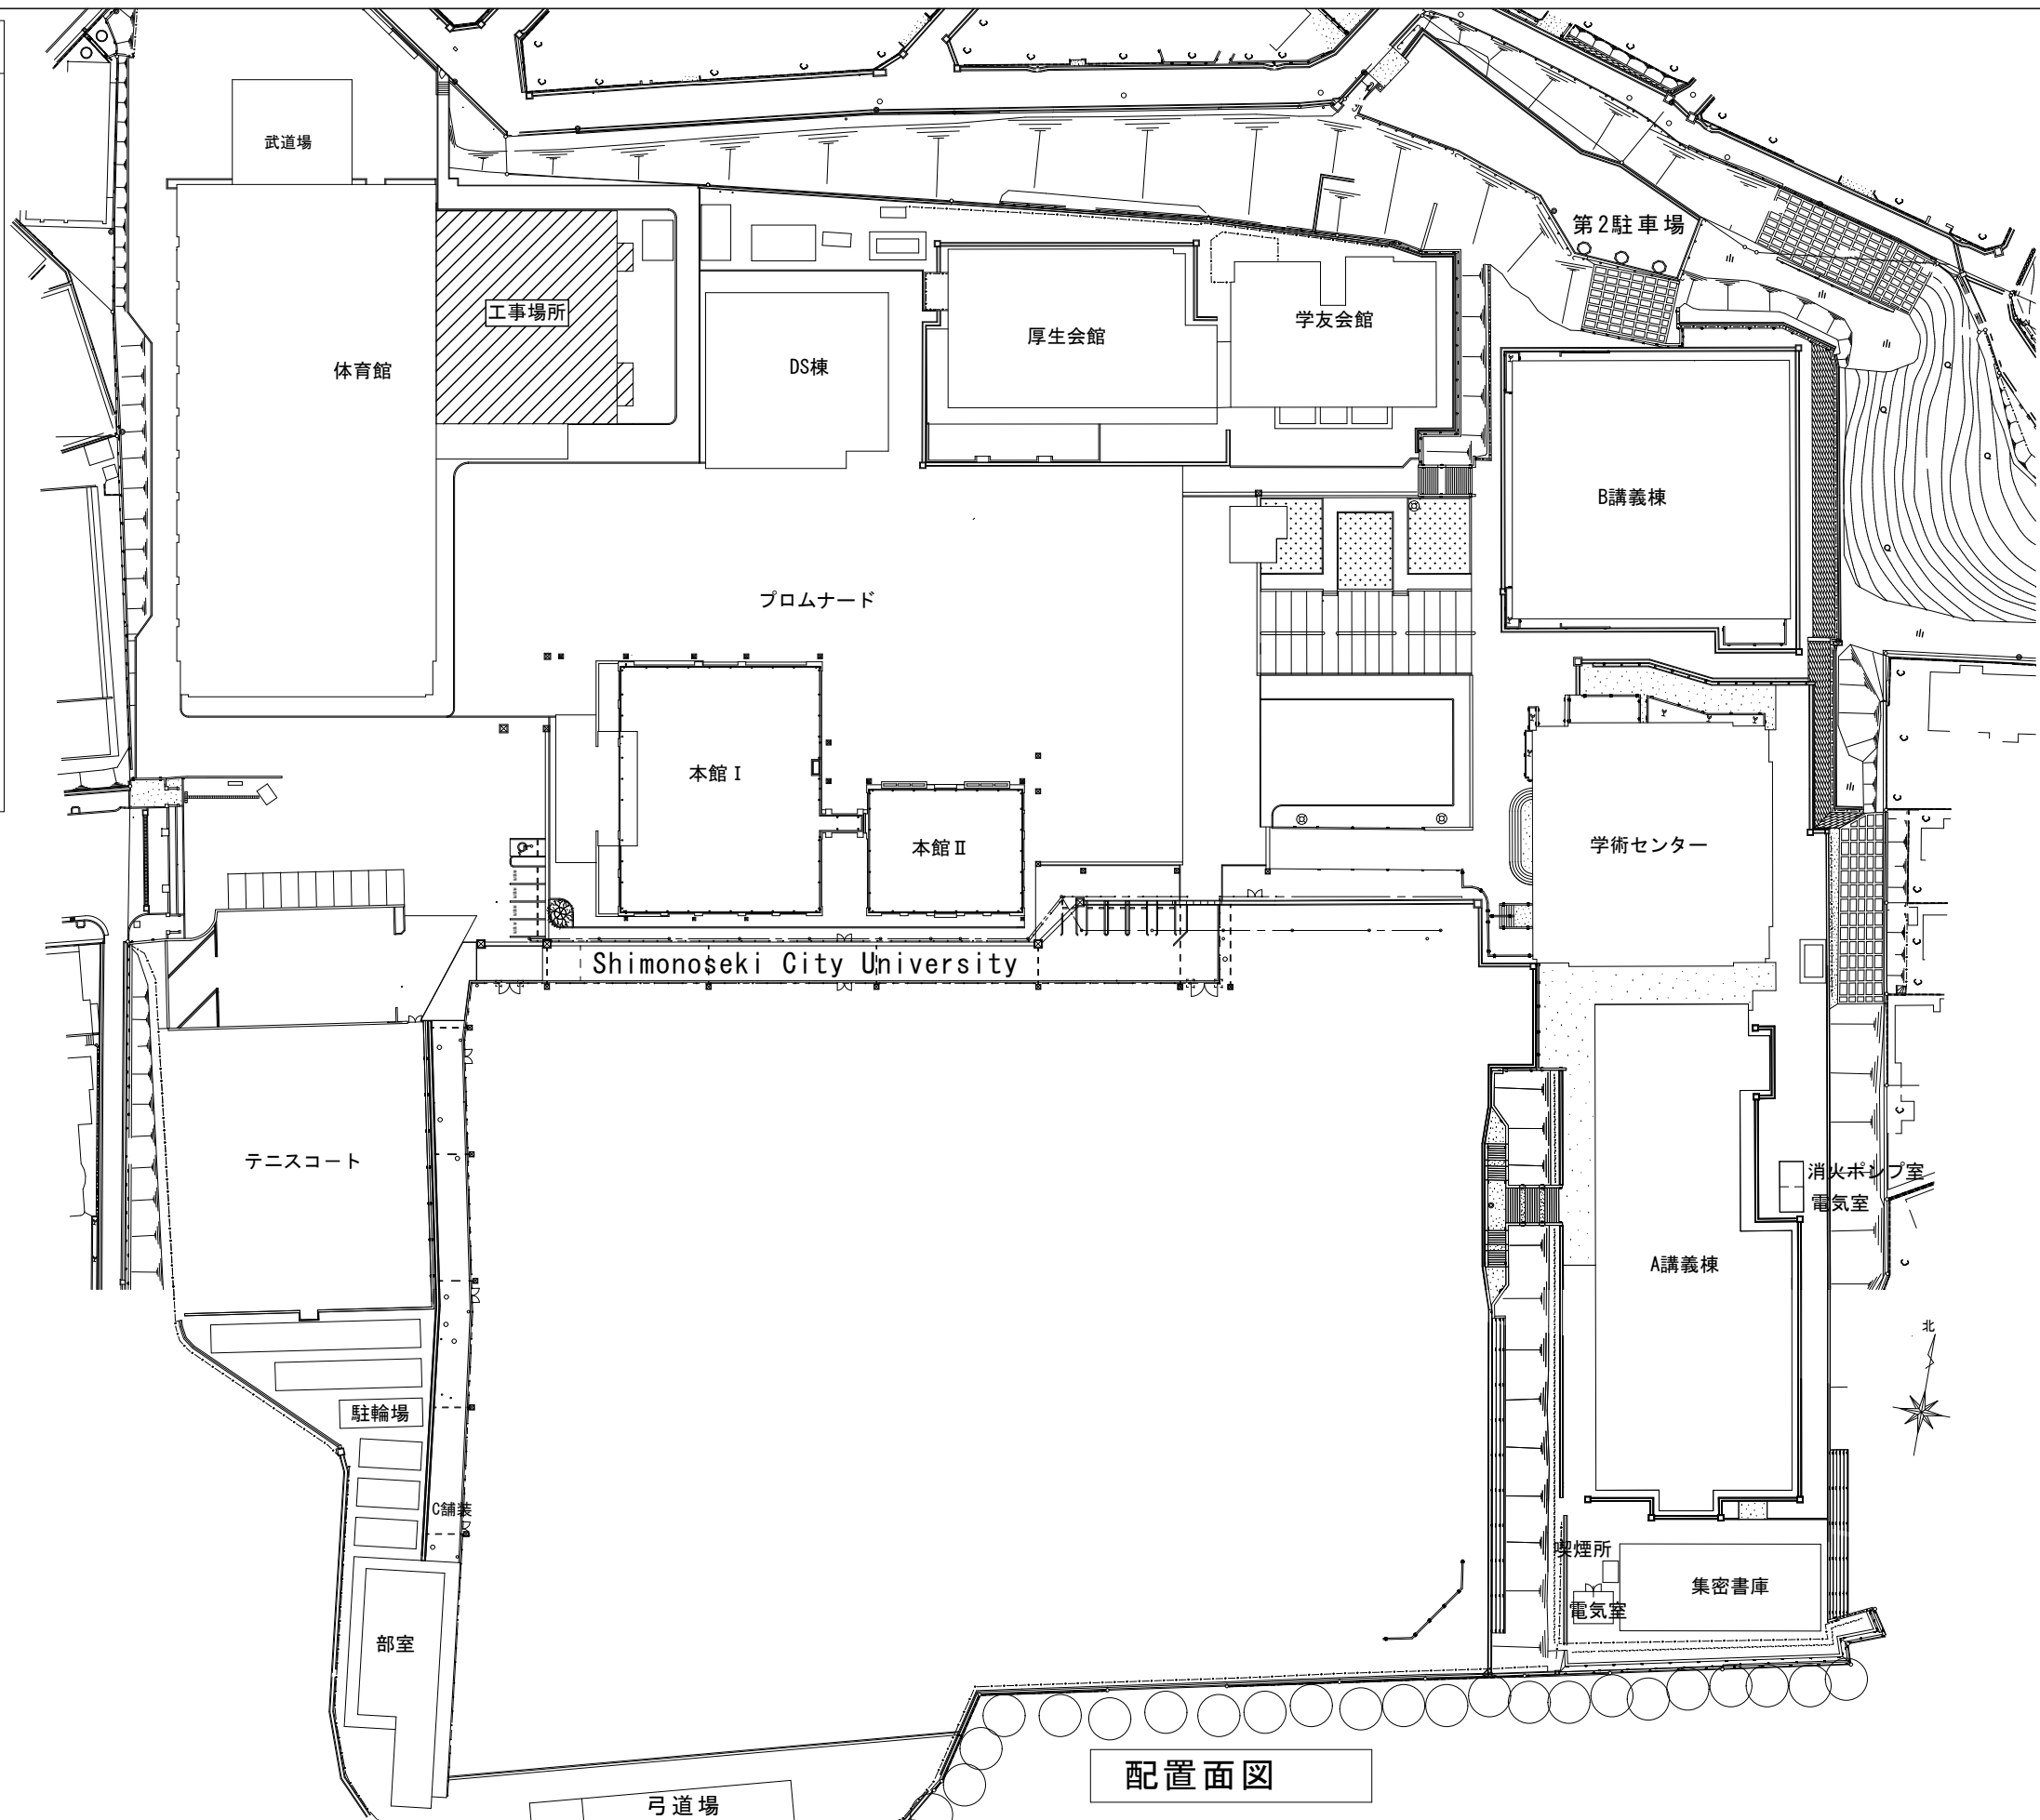 武道場
第2駐車場
工事場所
学友会館
厚生会館
DS棟
体育館
B講義棟
プロムナード
本館Ⅰ
学術センター
本館Ⅱ
Shimonoseki City University
テニスコート
消火ポンプ室
電気室
A講義棟
北
駐輪場
C舗装
喫煙所
集密書庫
電気室
部室
配置面図
弓道場